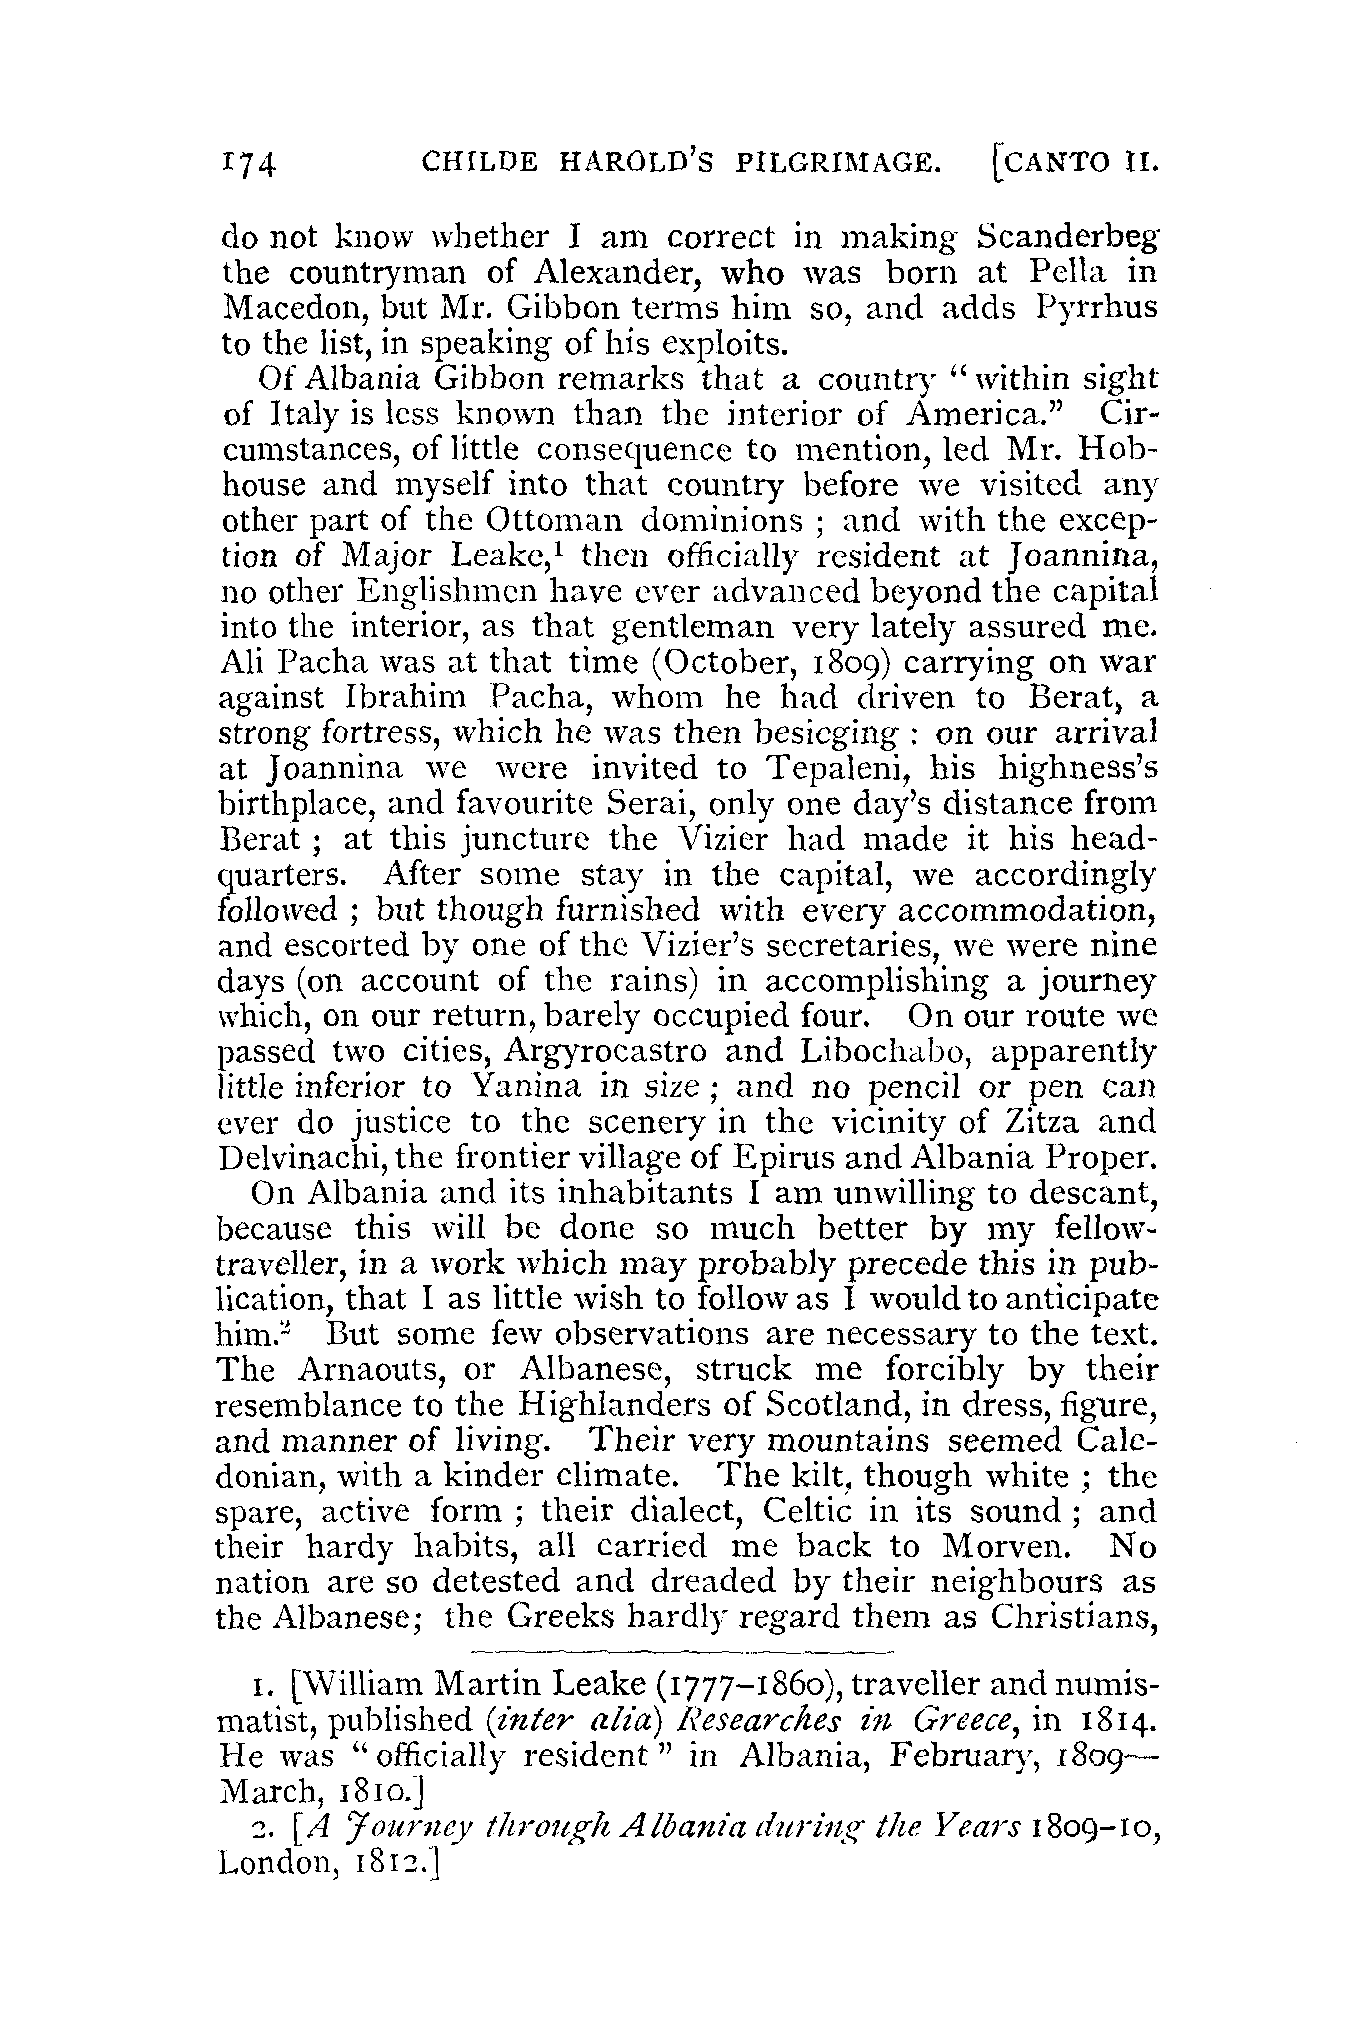 174 CHILDE HAROLD'S PILGRIMAGE. [CANTO II.
do not know whether I am correct in making Scanderbeg
the countryman of Alexander, who was born at Pella in
Macedon, but Mr. Gibbon terms him so, and adds Pyrrhus
to the list, in speaking of his exploits.
Of Albania Gibbon remarks that a country “within sight
of Italy is less known than the interior of America.” Cir-
cumstances, of little consequence to mention, led Mr. Hob-
house and myself into that country before we visited any
other part of the Ottoman dominions ; and with the excep-
tion of Major Leake,¹ then officially resident at Joannina,
no other Englishmen have ever advanced beyond the capital
into the interior, as that gentleman very lately assured me.
Ali Pacha was at that time (October, 1809) carrying on war
against Ibrahim Pacha, whom he had driven to Berat, a
strong fortress, which he was then besieging : on our arrival
at Joannina we were invited to Tepaleni, his highness's
birthplace, and favourite Serai, only one day's distance from
Berat ; at this juncture the Vizier had made it his head-
quarters. After some stay in the capital, we accordingly
followed ; but though furnished with every accommodation,
and escorted by one of the Vizier's secretaries, we were nine
days (on account of the rains) in accomplishing a journey
which, on our return, barely occupied four. On our route we
passed two cities, Argyrocastro and Libochabo, apparently
little inferior to Yanina in size ; and no pencil or pen can
ever do justice to the scenery in the vicinity of Zitza and
Delvinachi, the frontier village of Epirus and Albania Proper.
On Albania and its inhabitants I am unwilling to descant,
because this will be done so much better by my fellow-
traveller, in a work which may probably precede this in pub-
lication, that I as little wish to follow as I would to anticipate
him.² But some few observations are necessary to the text.
The Arnaouts, or Albanese, struck me forcibly by their
resemblance to the Highlanders of Scotland, in dress, figure,
and manner of living. Their very mountains seemed Cale-
donian, with a kinder climate. The kilt, though white ; the
spare, active form ; their dialect, Celtic in its sound ; and
their hardy habits, all carried me back to Morven. No
nation are so detested and dreaded by their neighbours as
the Albanese; the Greeks hardly regard them as Christians,
1. [William Martin Leake (1777–1860), traveller and numis-
matist, published (inter alia) Researches in Greece, in 1814.
He was “officially resident” in Albania, February, 1809—
March, 1810.]
2. [A Journey through Albania during the Years 1809–10,
London, 1812.]